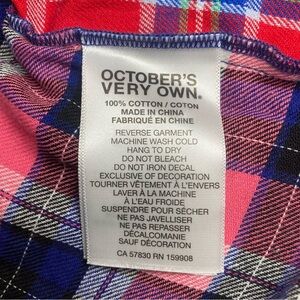 OCTOBER'S
VERY OWN®
100% COTTON / COTON
MADE IN CHINA
FABRIQUÉ EN CHINE
REVERSE GARMENT
MACHINE WASH COLD
HANG TO DRY
DO NOT BLEACH
DO NOT IRON DECAL
EXCLUSIVE OF DECORATION
TOURNER VÊTEMENT À L'ENVERS
LAVER À LA MACHINE
À L'EAU FROIDE
SUSPENDRE POUR SÉCHER
NE PAS JAVELLISER
NE PAS REPASSER
DÉCALCOMANIE
SAUF DÉCORATION
CA 57830 RN 159908